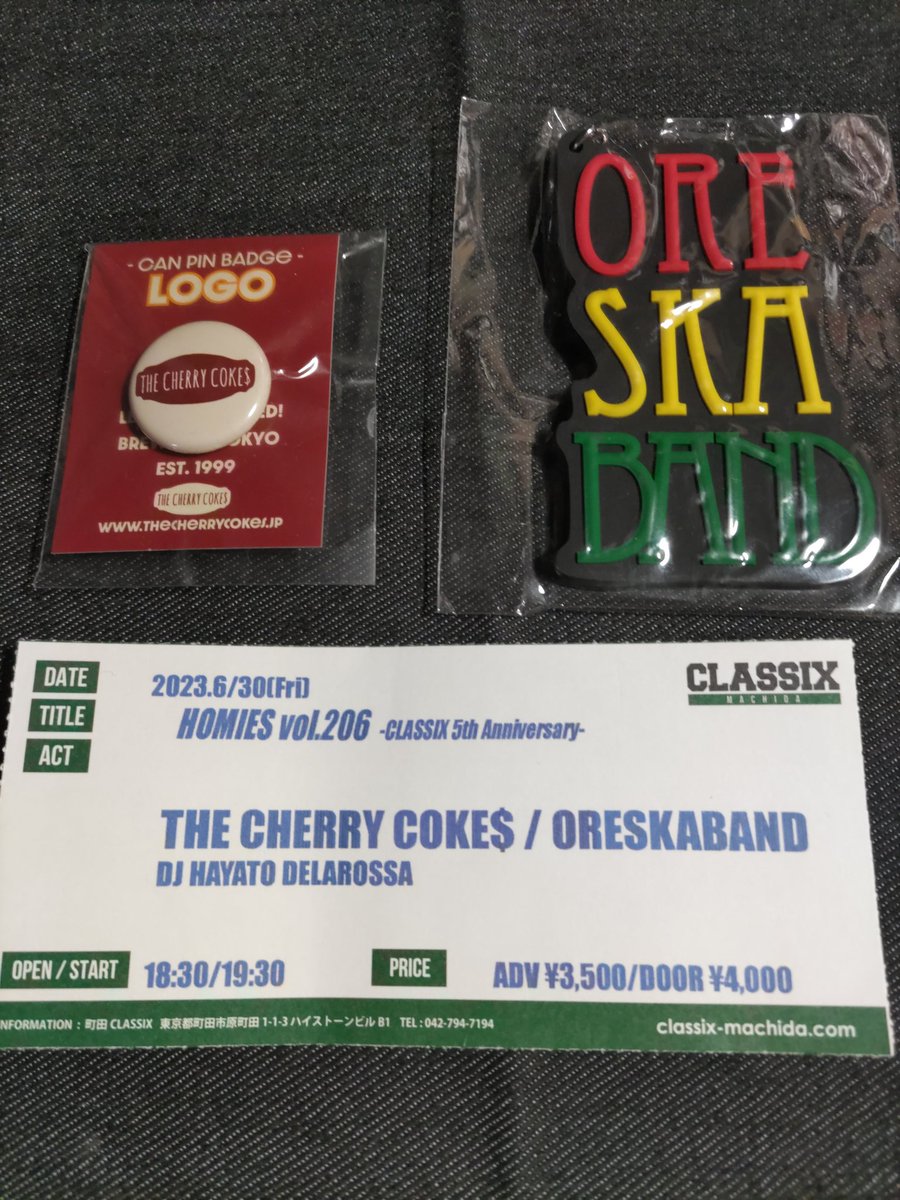 - CAN PIN BADGE -
LOGO
THE CHERRY COKE$
EST. 1999
THE CHERRY COKE$
WWW.THECHERRYCOKES.JP
ORE
SKA
BAND
DATE 2023.6/30(Fri)
CLASSIX
MACHIDA
TITLE HOMIES vol.206 -CLASSIX 5th Anniversary-
ACT
THE CHERRY COKE$ / ORESKABAND
DJ HAYATO DELAROSSA
OPEN / START 18:30/19:30 PRICE ADV ¥3,500/DOOR ¥4,000
NFORMATION : 町田 CLASSIX 東京都町田市原町田 1-1-3 ハイストーンビル B1 TEL : 042-794-7194 classix-machida.com